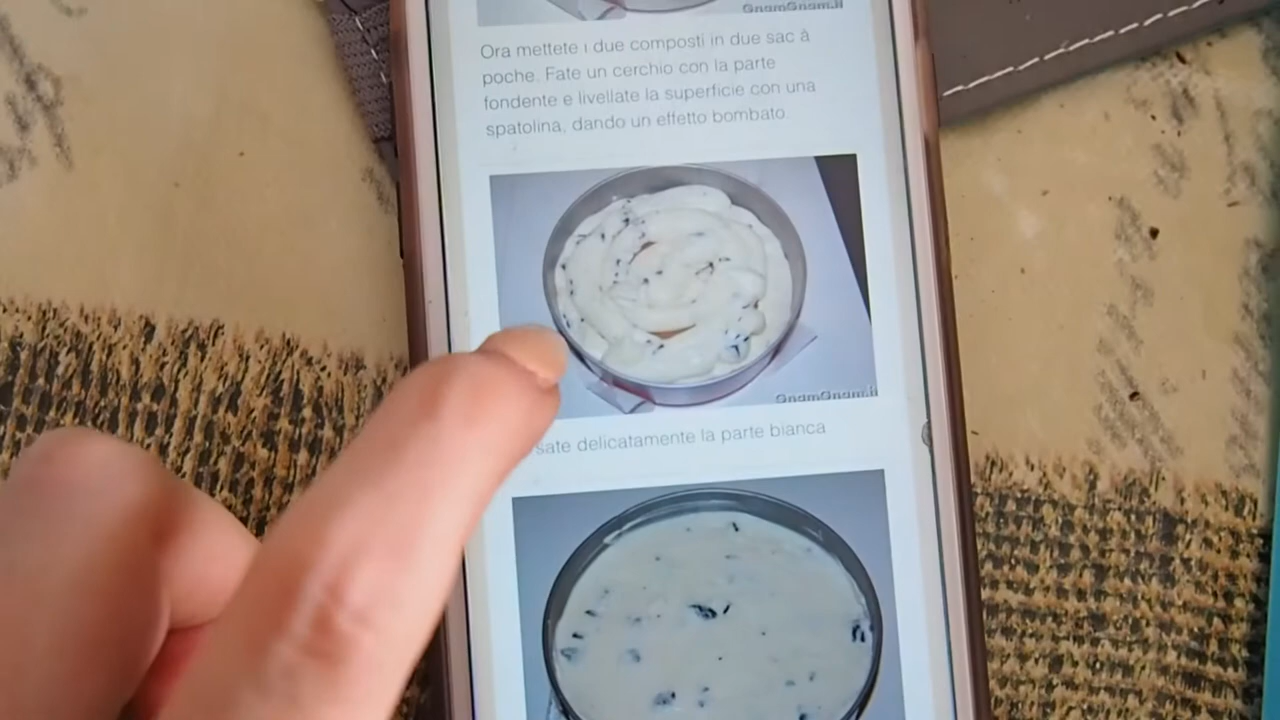 GnamGnam.it
Ora mettete i due composti in due sac à
poche. Fate un cerchio con la parte
fondente e livellate la superficie con una
spatolina, dando un effetto bombato.
GnamGnam.it
sate delicatamente la parte bianca